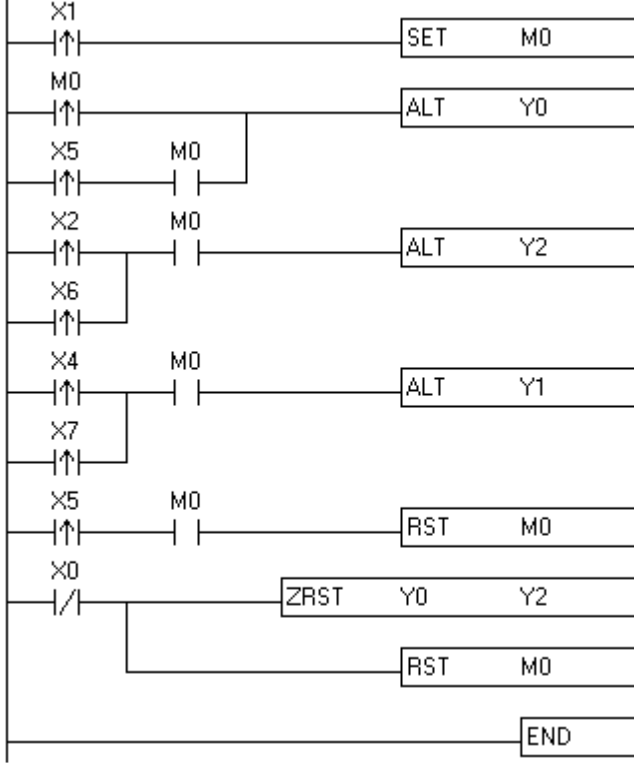 X1
SET M0
M0
ALT Y0
X5 M0
X2 M0
ALT Y2
X6
X4 M0
ALT Y1
X7
X5 M0
RST M0
X0
ZRST Y0 Y2
RST M0
END